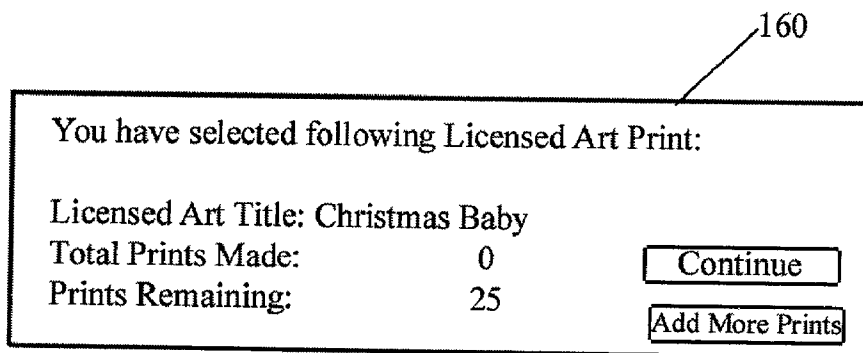 160
You have selected following Licensed Art Print:
Licensed Art Title: Christmas Baby
Total Prints Made: 0
Continue
Prints Remaining: 25
Add More Prints